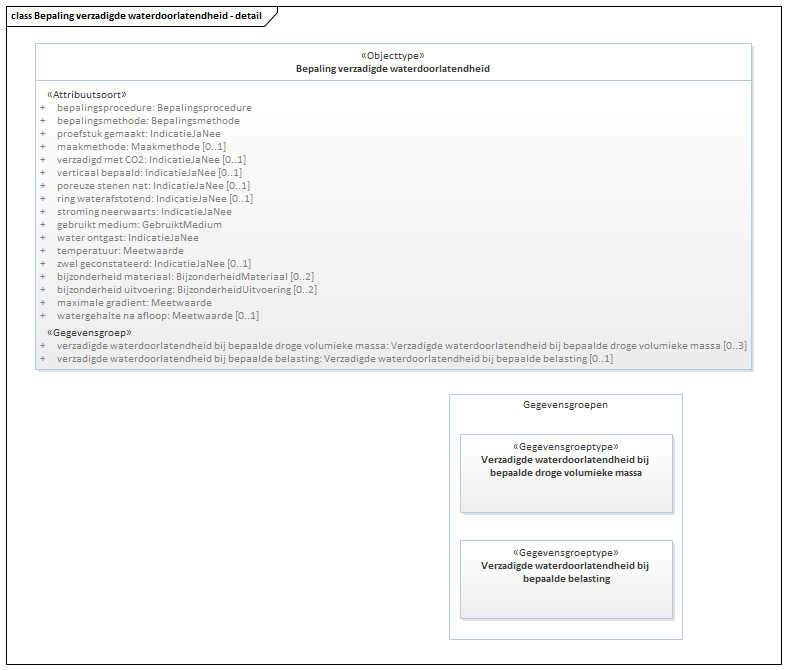 class Bepaling verzadigde waterdoorlatendheid - detail
«Objecttype»
Bepaling verzadigde waterdoorlatendheid
«Attribuutsoort»
+ bepalingsprocedure: Bepalingsprocedure
+ bepalingsmethode: Bepalingsmethode
+ proefstuk gemaakt: IndicatieJaNee
+ maakmethode: Maakmethode [0..1]
+ verzadigd met CO2: IndicatieJaNee [0..1]
+ verticaal bepaald: IndicatieJaNee [0..1]
+ poreuze stenen nat: IndicatieJaNee [0..1]
+ ring waterafstotend: IndicatieJaNee [0..1]
+ stroming neerwaarts: IndicatieJaNee
+ gebruikt medium: GebruiktMedium
+ water ontgast: IndicatieJaNee
+ temperatuur: Meetwaarde
+ zwel geconstateerd: IndicatieJaNee [0..1]
+ bijzonderheid materiaal: BijzonderheidMateriaal [0..2]
+ bijzonderheid uitvoering: BijzonderheidUitvoering [0..2]
+ maximale gradient: Meetwaarde
+ watergehalte na afloop: Meetwaarde [0..1]
«Gegevensgroep»
+ verzadigde waterdoorlatendheid bij bepaalde droge volumieke massa: Verzadigde waterdoorlatendheid bij bepaalde droge volumieke massa [0..3]
+ verzadigde waterdoorlatendheid bij bepaalde belasting: Verzadigde waterdoorlatendheid bij bepaalde belasting [0..1]
Gegevensgroepen
«Gegevensgroeptype»
Verzadigde waterdoorlatendheid bij
bepaalde droge volumieke massa
«Gegevensgroeptype»
Verzadigde waterdoorlatendheid bij
bepaalde belasting